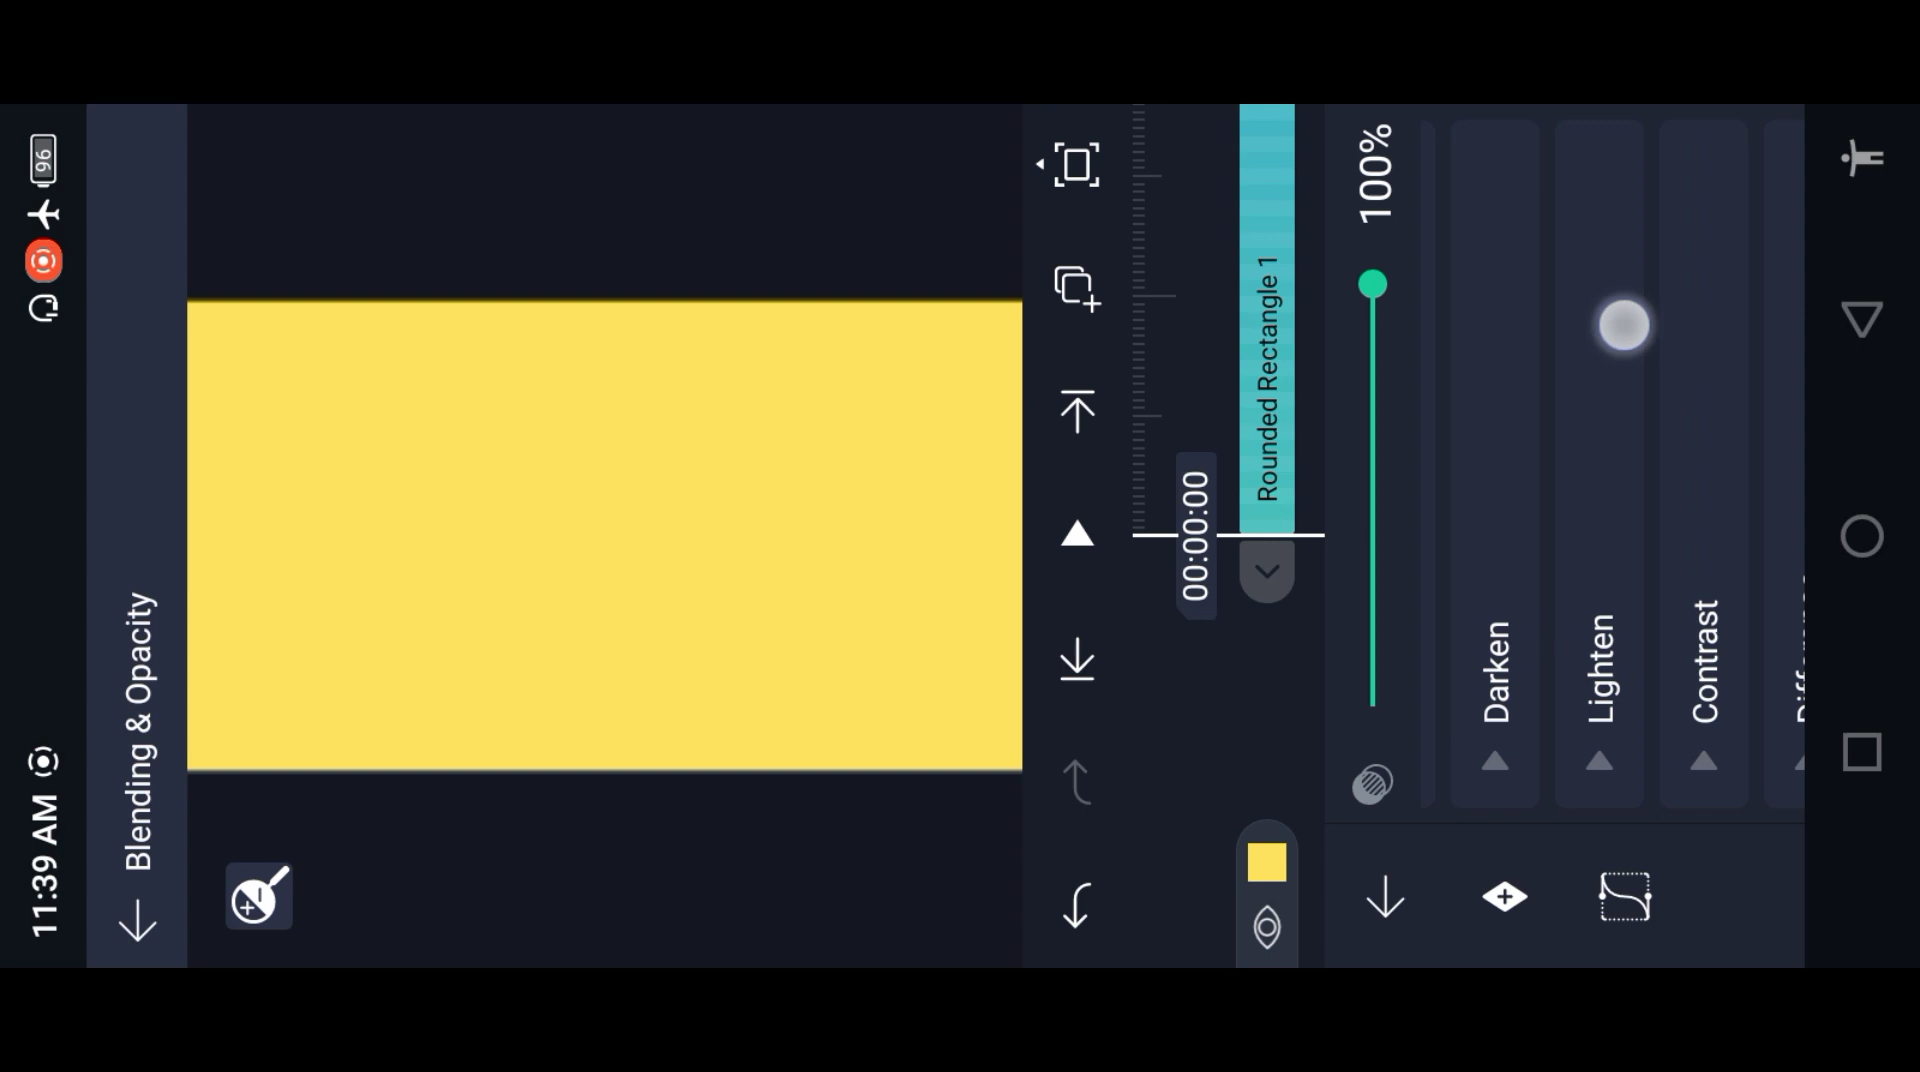 11:39 AM
96
Blending & Opacity
00:00:00
Rounded Rectangle 1
100%
Darken
Lighten
Contrast